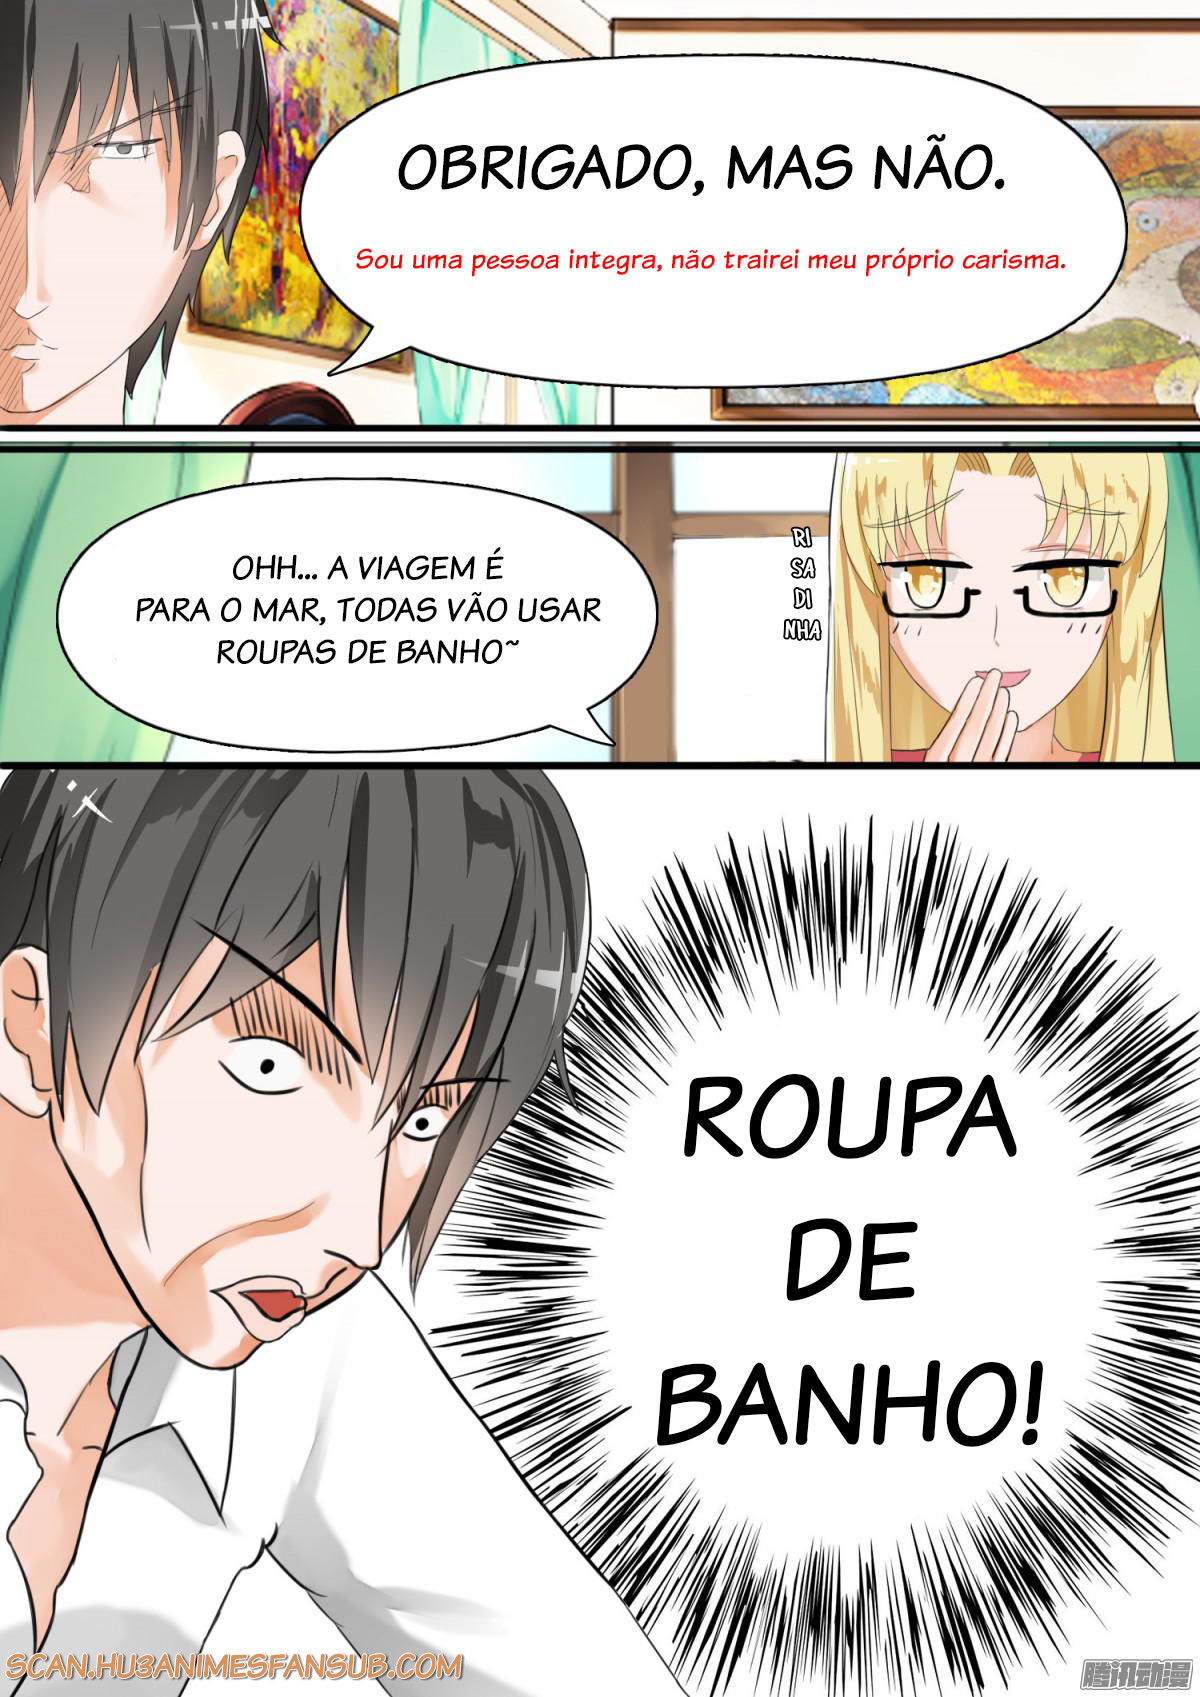 OBRIGADO, MAS NÃO.
Sou uma pessoa integra, não trairei meu próprio carisma.
OHH... A VIAGEM É
PARA O MAR, TODAS VÃO USAR
ROUPAS DE BANHO~
RI
SA
DI
NHA
ROUPA
DE
BANHO!
SCAN.HU3ANIMESFANSUB.COM
腾讯动漫